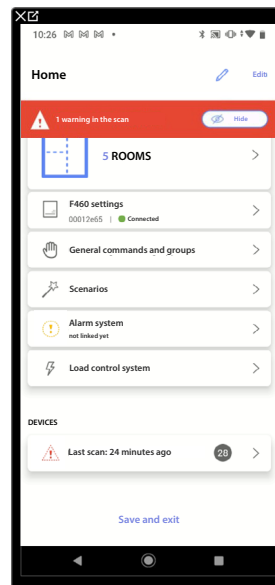 10:26
Home
Edit
1 warning in the scan
Hide
5 ROOMS
F460 settings
00012e65 | Connected
General commands and groups
Scenarios
Alarm system
not linked yet
Load control system
DEVICES
Last scan: 24 minutes ago
28
Save and exit